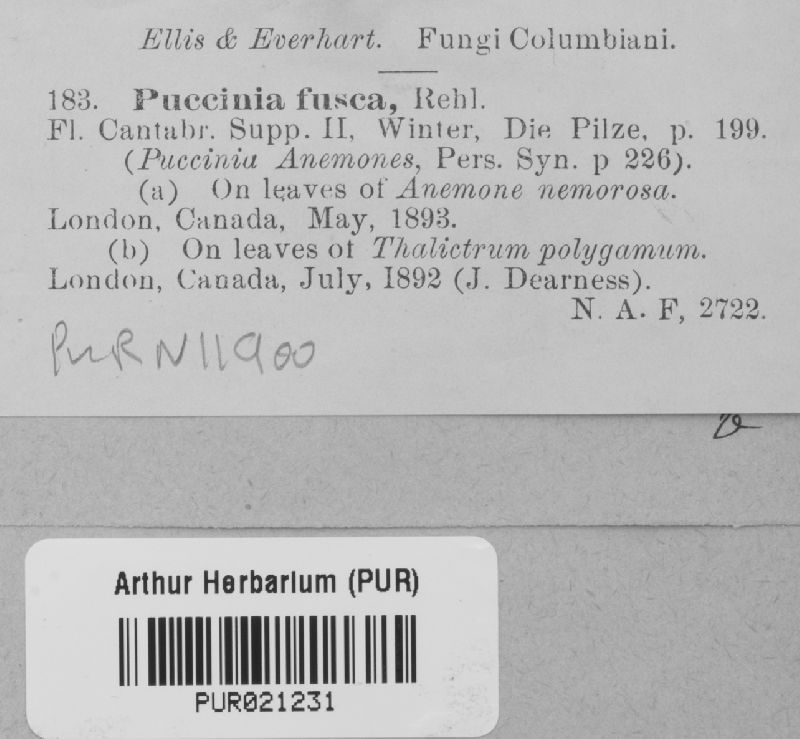 Ellis & Everhart. Fungi Columbiani.
183. Puccinia fusca, Rehl.
Fl. Cantabr. Supp. II, Winter, Die Pilze, p. 199.
(Puccinia Anemones, Pers. Syn. p 226).
(a) On leaves of Anemone nemorosa.
London, Canada, May, 1893.
(b) On leaves of Thalictrum polygamum.
London, Canada, July, 1892 (J. Dearness).
N. A. F, 2722.
PUR N11900
Arthur Herbarium (PUR)
PUR021231